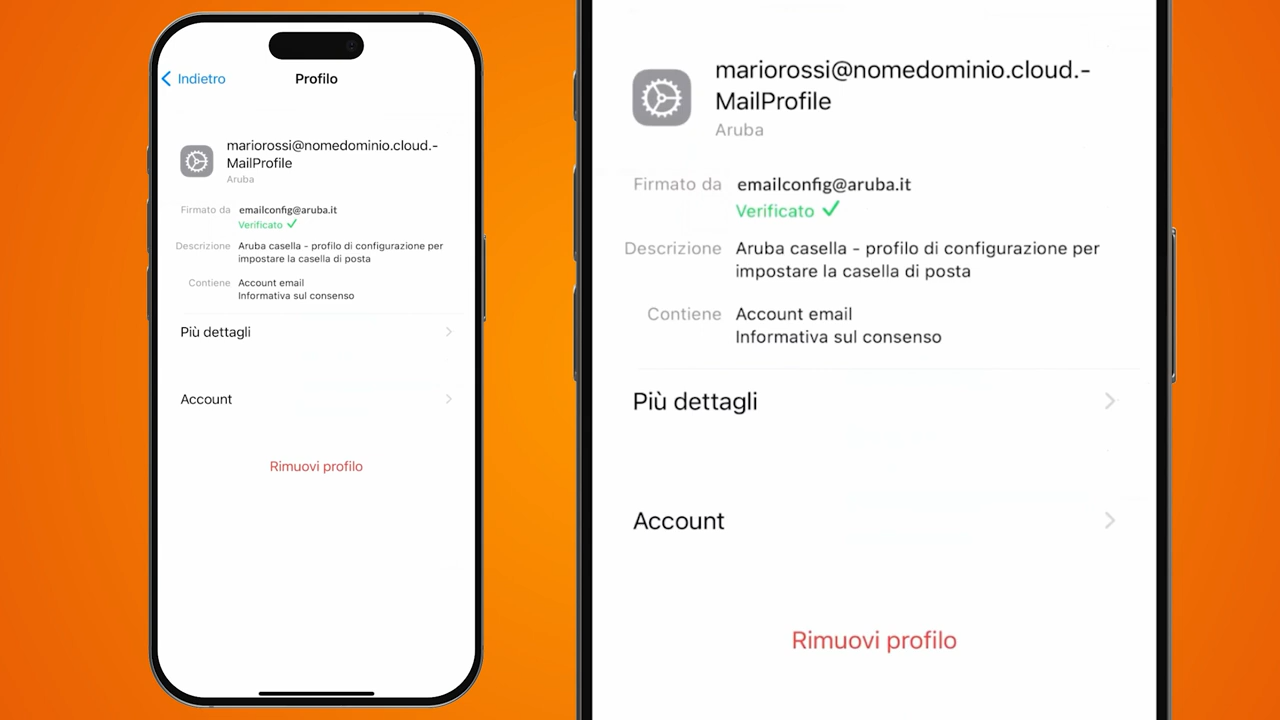 Indietro
Profilo
mariorossi@nomedominio.cloud.-
MailProfile
Aruba
Firmato da emailconfig@aruba.it
Verificato
Descrizione Aruba casella - profilo di configurazione per
impostare la casella di posta
Contiene Account email
Informativa sul consenso
Più dettagli
Account
Rimuovi profilo
mariorossi@nomedominio.cloud.-
MailProfile
Aruba
Firmato da emailconfig@aruba.it
Verificato
Descrizione Aruba casella - profilo di configurazione per
impostare la casella di posta
Contiene Account email
Informativa sul consenso
Più dettagli
Account
Rimuovi profilo